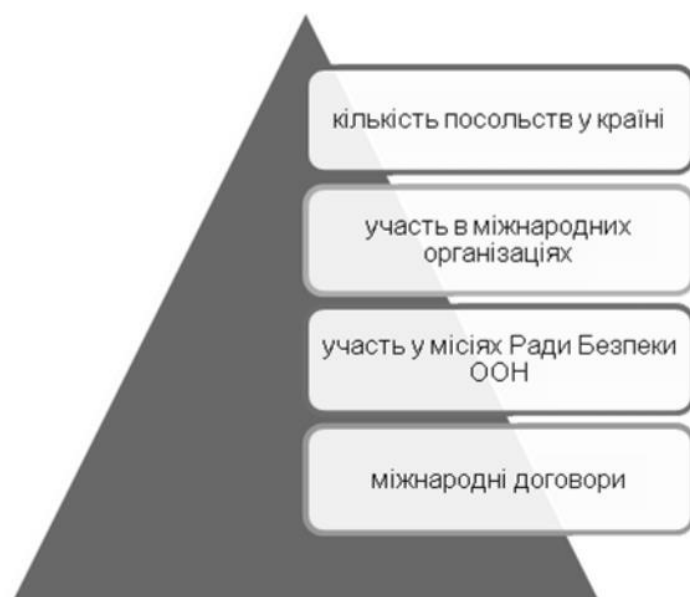 кількість посольств у країні
участь в міжнародних
організаціях
участь у місіях Ради Безпеки
ООН
міжнародні договори